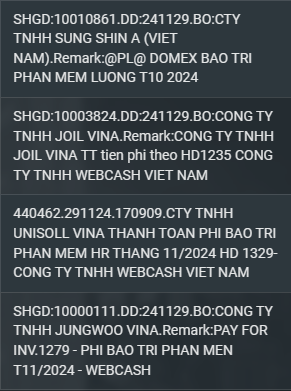 SHGD:10010861.DD:241129.BO:CTY
TNHH SUNG SHIN A (VIET
NAM).Remark:@PL@ DOMEX BAO TRI
PHAN MEM LUONG T10 2024
SHGD:10003824.DD:241129.BO:CONG TY
TNHH JOIL VINA.Remark:CONG TY TNHH
JOIL VINA TT tien phi theo HD1235 CONG
TY TNHH WEBCASH VIET NAM
440462.291124.170909.CTY TNHH
UNISOLL VINA THANH TOAN PHI BAO TRI
PHAN MEM HR THANG 11/2024 HD 1329-
CONG TY TNHH WEBCASH VIET NAM
SHGD:10000111.DD:241129.BO:CONG TY
TNHH JUNGWOO VINA.Remark:PAY FOR
INV.1279 - PHI BAO TRI PHAN MEN
T11/2024 - WEBCASH